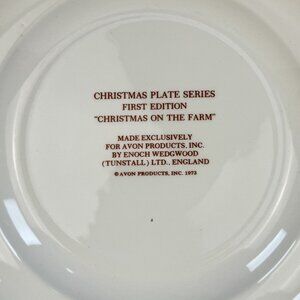 CHRISTMAS PLATE SERIES
FIRST EDITION
"CHRISTMAS ON THE FARM"
MADE EXCLUSIVELY
FOR AVON PRODUCTS, INC.
BY ENOCH WEDGWOOD
(TUNSTALL) LTD., ENGLAND
© AVON PRODUCTS, INC. 1973